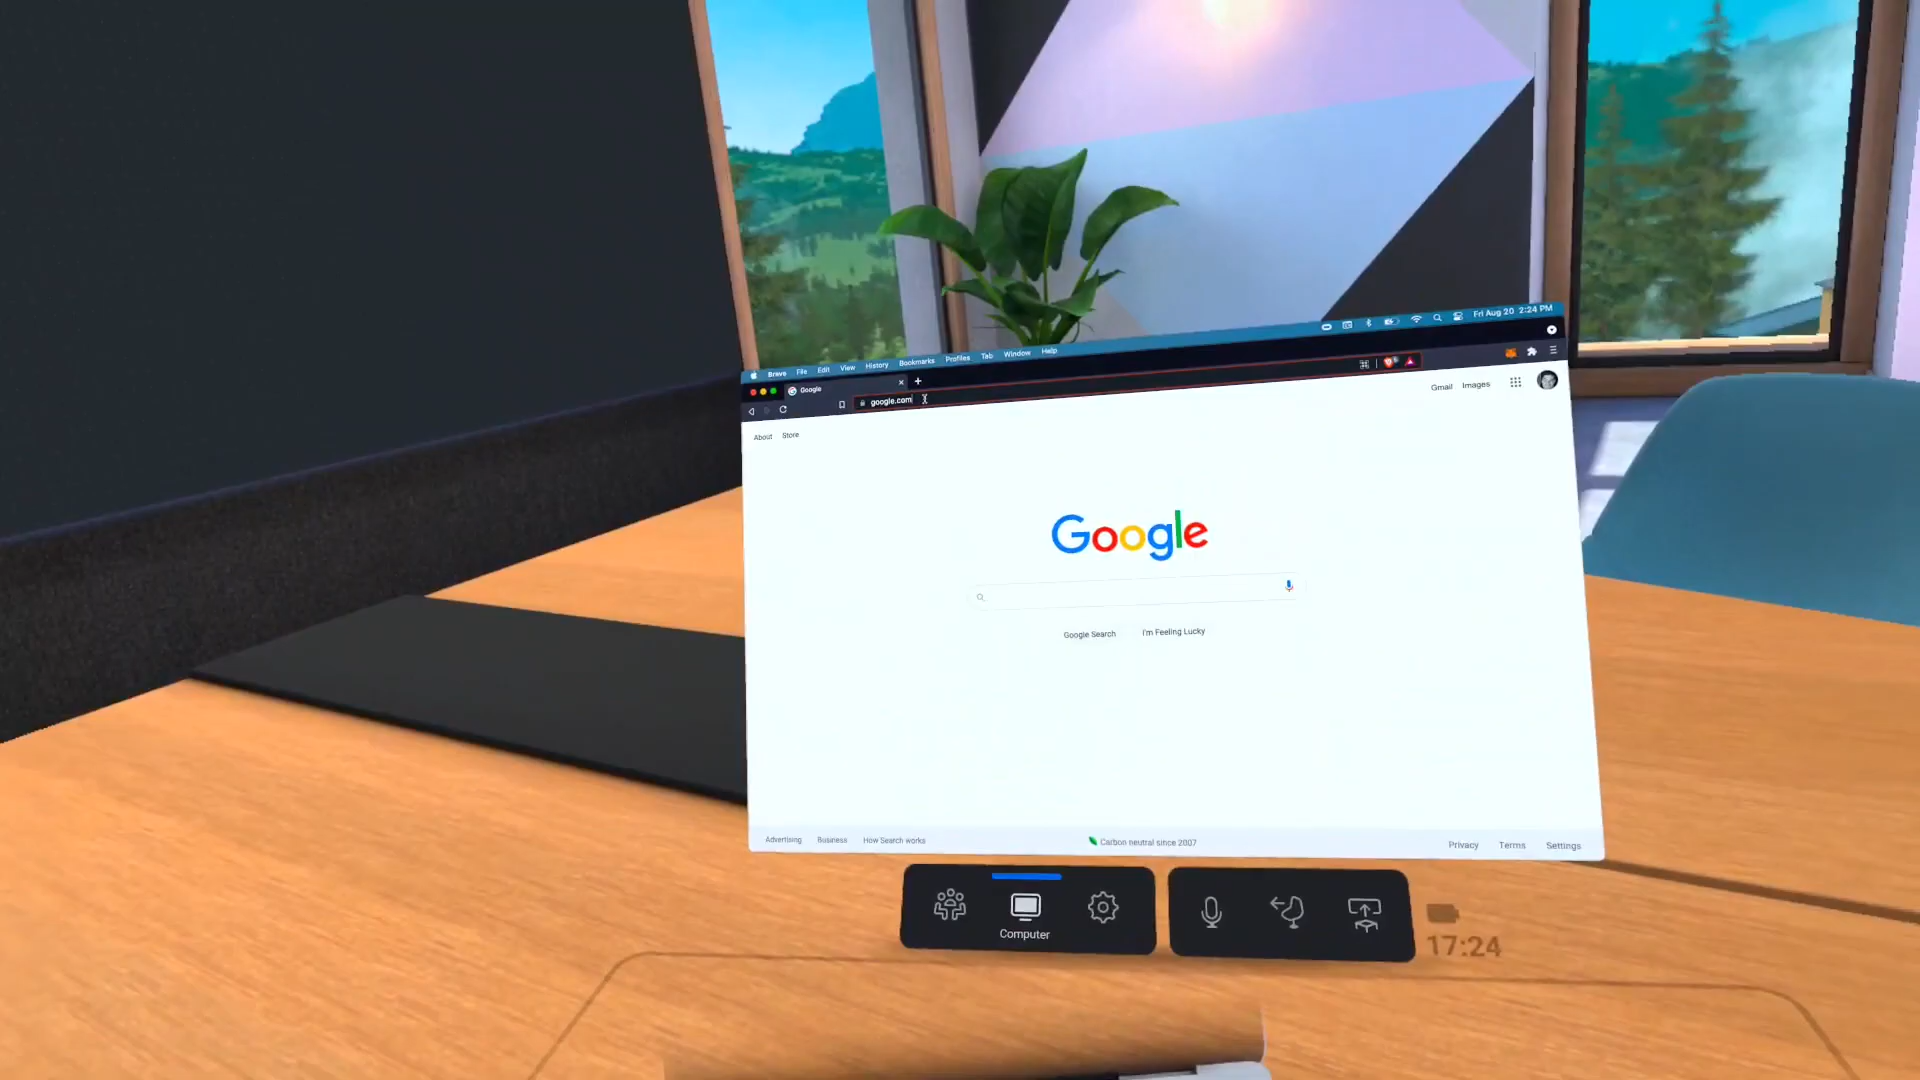 Brave File Edit View History Bookmarks Profiles Tab Window Help Fri Aug 20 2:24 PM
Google
google.com
Gmail Images
About Store
Google
Google Search I'm Feeling Lucky
Carbon neutral since 2007
Advertising Business How Search works Privacy Terms Settings
Computer
17:24